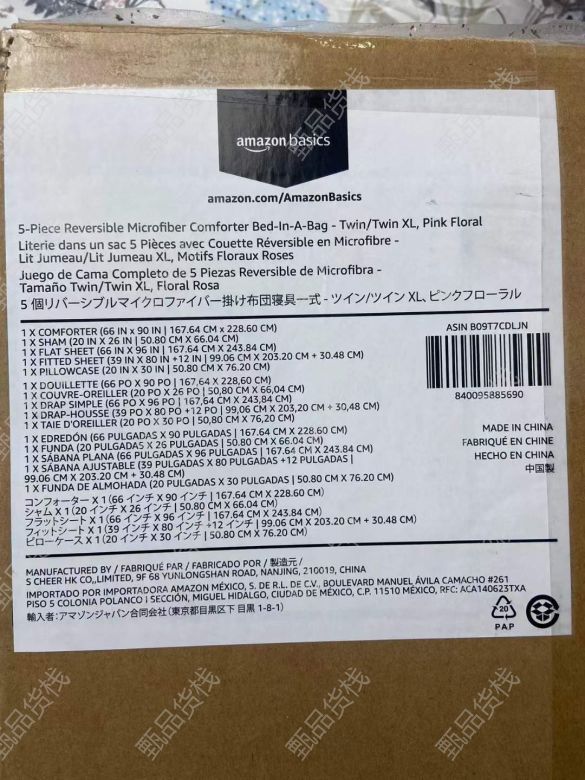 amazon basics
amazon.com/AmazonBasics
5-Piece Reversible Microfiber Comforter Bed-In-A-Bag - Twin/Twin XL, Pink Floral
Literie dans un sac 5 Pièces avec Couette Réversible en Microfibre -
Lit Jumeau/Lit Jumeau XL, Motifs Floraux Roses
Juego de Cama Completo de 5 Piezas Reversible de Microfibra -
Tamaño Twin/Twin XL, Floral Rosa
5 個リバーシブルマイクロファイバー掛け布団寝具一式 - ツイン/ツイン XL, ピンクフローラル
1 X COMFORTER (66 IN x 90 IN | 167.64 CM x 228.60 CM)
1 X SHAM (20 IN X 26 IN | 50.80 CM X 66.04 CM)
1 X FLAT SHEET (66 IN X 96 IN | 167.64 CM X 243.84 CM)
1 X FITTED SHEET (39 IN X 80 IN +12 IN | 99.06 CM X 203.20 CM + 30.48 CM)
1 X PILLOWCASE (20 IN X 30 IN | 50.80 CM X 76.20 CM)
1 X DOUILLETTE (66 PO X 90 PO | 167,64 X 228,60 CM)
1 X COUVRE-OREILLER (20 PO X 26 PO | 50,80 CM X 66,04 CM)
1 X DRAP SIMPLE (66 PO X 96 PO | 167,64 CM X 243,84 CM)
1 X DRAP-HOUSSE (39 PO X 80 PO +12 PO | 99,06 CM X 203,20 CM + 30,48 CM)
1 X TAIE D'OREILLER (20 PO X 30 PO | 50,80 CM X 76,20 CM)
1 X EDREDÓN (66 PULGADAS X 90 PULGADAS | 167.64 CM X 228.60 CM)
1 X FUNDA (20 PULGADAS X 26 PULGADAS | 50.80 CM X 66.04 CM)
1 X SÁBANA PLANA (66 PULGADAS X 96 PULGADAS | 167.64 CM X 243.84 CM)
1 X SÁBANA AJUSTABLE (39 PULGADAS X 80 PULGADAS +12 PULGADAS |
99.06 CM X 203.20 CM + 30.48 CM)
1 X FUNDA DE ALMOHADA (20 PULGADAS X 30 PULGADAS | 50.80 CM X 76.20 CM)
コンフォーター X 1 (66 インチ X 90 インチ | 167.64 CM X 228.60 CM)
シャム X 1 (20 インチ X 26 インチ | 50.80 CM X 66.04 CM)
フラットシート X 1 (66 インチ X 96 インチ | 167.64 CM X 243.84 CM)
フィットシート X 1 (39 インチ X 80 インチ +12 インチ | 99.06 CM X 203.20 CM + 30.48 CM)
ピローケース X 1 (20 インチ X 30 インチ | 50.80 CM X 76.20 CM)
ASIN B09T7CDLJN
840095885690
MADE IN CHINA
FABRIQUÉ EN CHINE
HECHO EN CHINA
中国製
MANUFACTURED BY / FABRIQUÉ PAR / FABRICADO POR / 製造元 /
S CHEER HK CO.,LIMITED, 9F 68 YUNLONGSHAN ROAD, NANJING, 210019, CHINA
IMPORTADO POR IMPORTADORA AMAZON MÉXICO, S. DE R.L. DE C.V., BOULEVARD MANUEL ÁVILA CAMACHO #261
PISO 5 COLONIA POLANCO I SECCIÓN, MIGUEL HIDALGO, CIUDAD DE MÉXICO, C.P. 11510 MÉXICO, RFC: ACA140623TXA
輸入者:アマゾンジャパン合同会社 (東京都目黒区下目黒 1-8-1)
20
PAP
甄品货栈